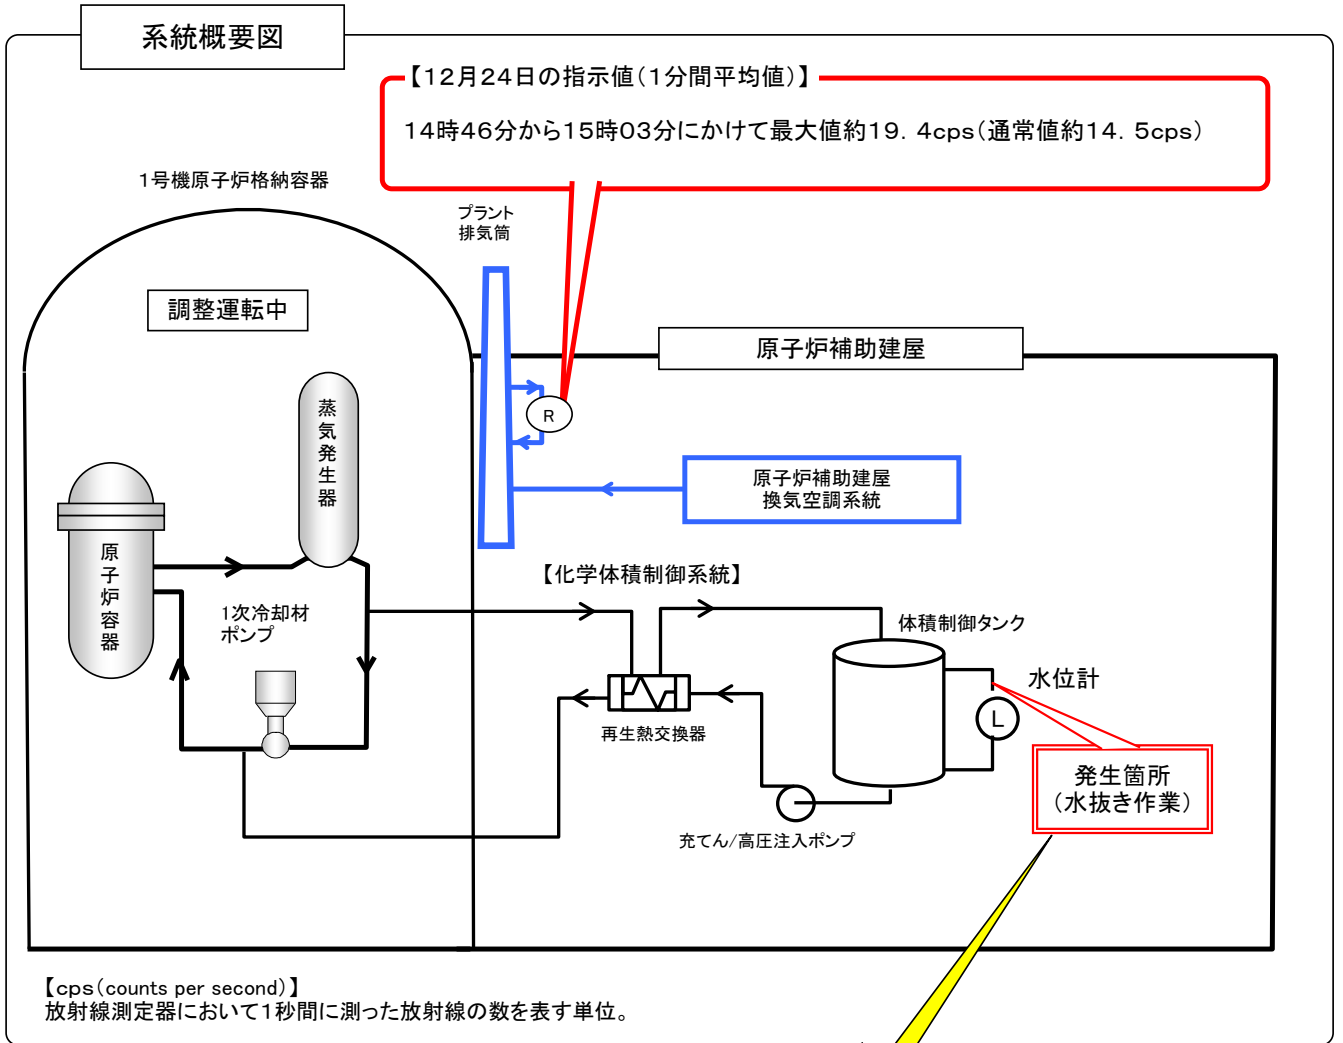 系統概要図
【12月24日の指示値(1分間平均値)】
14時46分から15時03分にかけて最大値約19.4cps(通常値約14.5cps)
1号機原子炉格納容器
プラント
排気筒
調整運転中
原子炉補助建屋
蒸気発生器
R
原子炉補助建屋
換気空調系統
原子炉容器
1次冷却材
ポンプ
【化学体積制御系統】
体積制御タンク
水位計
L
再生熱交換器
発生箇所
(水抜き作業)
充てん/高圧注入ポンプ
【cps(counts per second)】
放射線測定器において1秒間に測った放射線の数を表す単位。